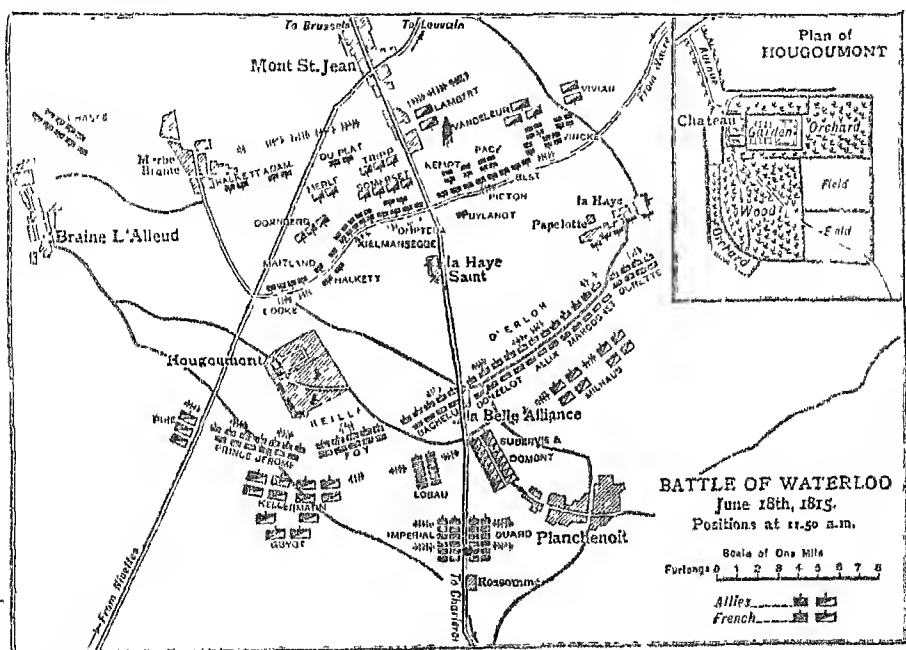 To Brussels
To Louvain
Mont St. Jean
From Wavre
Plan of
HOUGOUMONT
Avenue
Chateau
Garden
Orchard
Wood
Field
Field
Orchard
LAMBERT
VANDELEUR
VIVIAN
VINCKE
PACK
KEMPT
BEST
PICTON
BYLANDT
CHASSE
Merbe
Braine
HALKETT
ADAM
DU PLAT
SOMERSET
DORNBERG
KIELMANSEGGE
MAITLAND
HALKETT
COOKE
Braine L'Alleud
la Haye
Papelotte
la Haye
Saint
Hougoumont
D'ERLON
DURUTTE
MARCOGNET
ALLIX
DONZELOT
BACHELU
MILHAUD
la Belle Alliance
REILLE
FOY
PRINCE JEROME
PIRE
KELLERMANN
GUYOT
LOBAU
SUBERVIE &
DOMONT
IMPERIAL GUARD
Planchenoit
Rossomme
To Charleroi
From Nivelles
BATTLE OF WATERLOO
June 18th, 1815.
Positions at 11.50 a.m.
Scale of One Mile
Furlongs 0 1 2 3 4 5 6 7 8
Allies
French